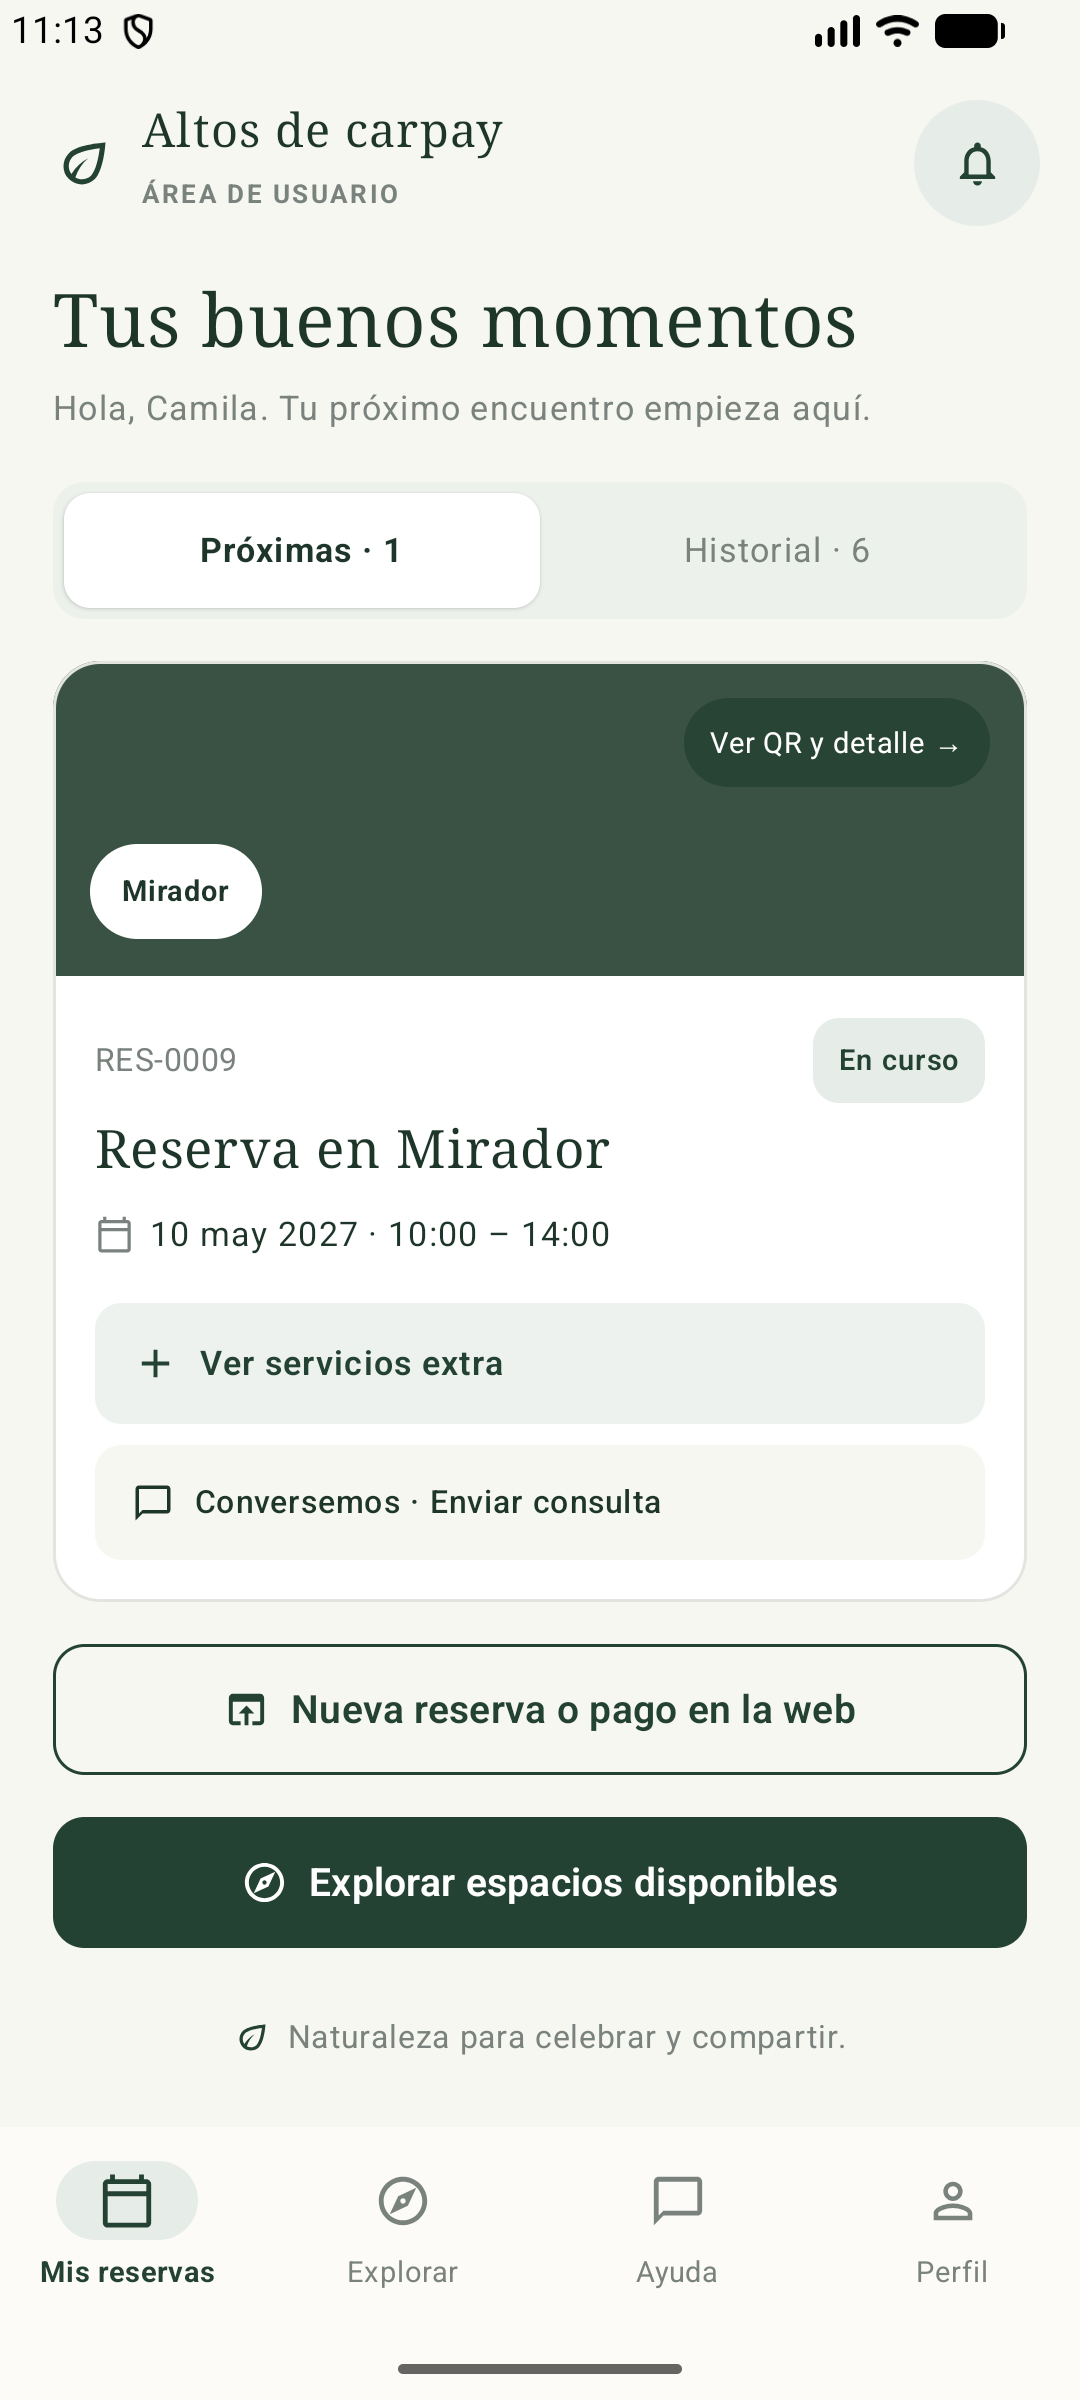 11:13
Altos de carpay
ÁREA DE USUARIO
Tus buenos momentos
Hola, Camila. Tu próximo encuentro empieza aquí.
Próximas · 1
Historial · 6
Ver QR y detalle →
Mirador
RES-0009
En curso
Reserva en Mirador
10 may 2027 · 10:00 – 14:00
Ver servicios extra
Conversemos · Enviar consulta
Nueva reserva o pago en la web
Explorar espacios disponibles
Naturaleza para celebrar y compartir.
Mis reservas
Explorar
Ayuda
Perfil